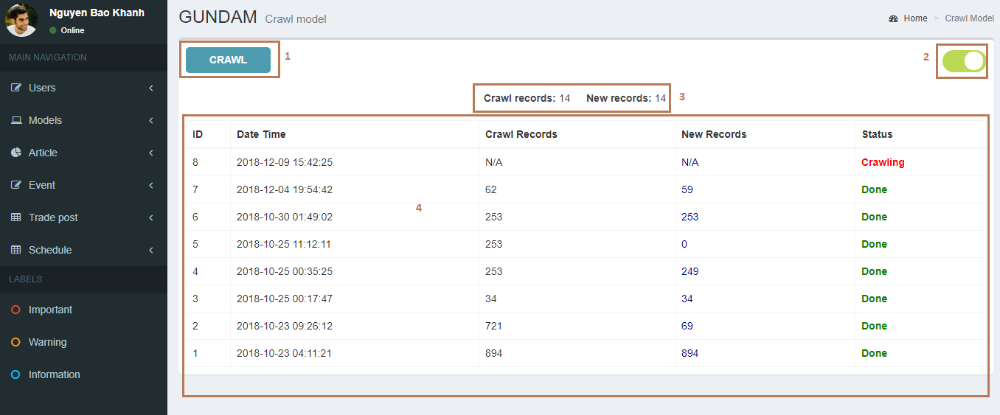 Nguyen Bao Khanh
Online
MAIN NAVIGATION
Users
Models
Article
Event
Trade post
Schedule
LABELS
Important
Warning
Information
GUNDAM Crawl model
Home > Crawl Model
CRAWL 1
2
Crawl records: 14 New records: 14 3
ID Date Time Crawl Records New Records Status
8 2018-12-09 15:42:25 N/A N/A Crawling
7 2018-12-04 19:54:42 62 59 Done
4
6 2018-10-30 01:49:02 253 253 Done
5 2018-10-25 11:12:11 253 0 Done
4 2018-10-25 00:35:25 253 249 Done
3 2018-10-25 00:17:47 34 34 Done
2 2018-10-23 09:26:12 721 69 Done
1 2018-10-23 04:11:21 894 894 Done